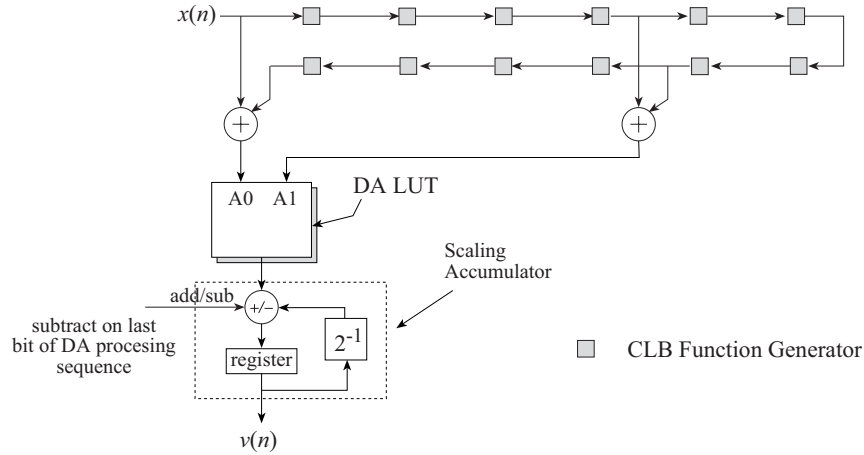 x(n)
+
+
A0 A1
DA LUT
Scaling
Accumulator
add/sub
+/−
subtract on last
bit of DA procesing
sequence
register
2⁻¹
CLB Function Generator
v(n)